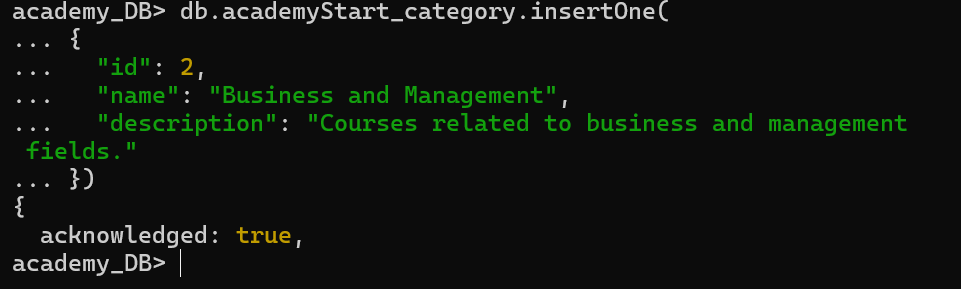 academy_DB> db.academyStart_category.insertOne(
... {
...   "id": 2,
...   "name": "Business and Management",
...   "description": "Courses related to business and management
 fields."
... })
{
  acknowledged: true,
academy_DB>